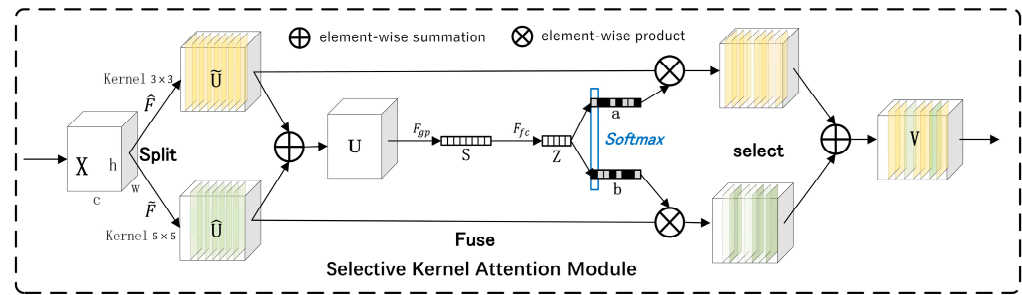 ⊕ element-wise summation
⊗ element-wise product
Kernel 3×3
F̂
Ũ
X
h
c
w
Split
F̃
Kernel 5×5
Û
U
F_gp
S
F_fc
Z
a
Softmax
b
select
V
Fuse
Selective Kernel Attention Module